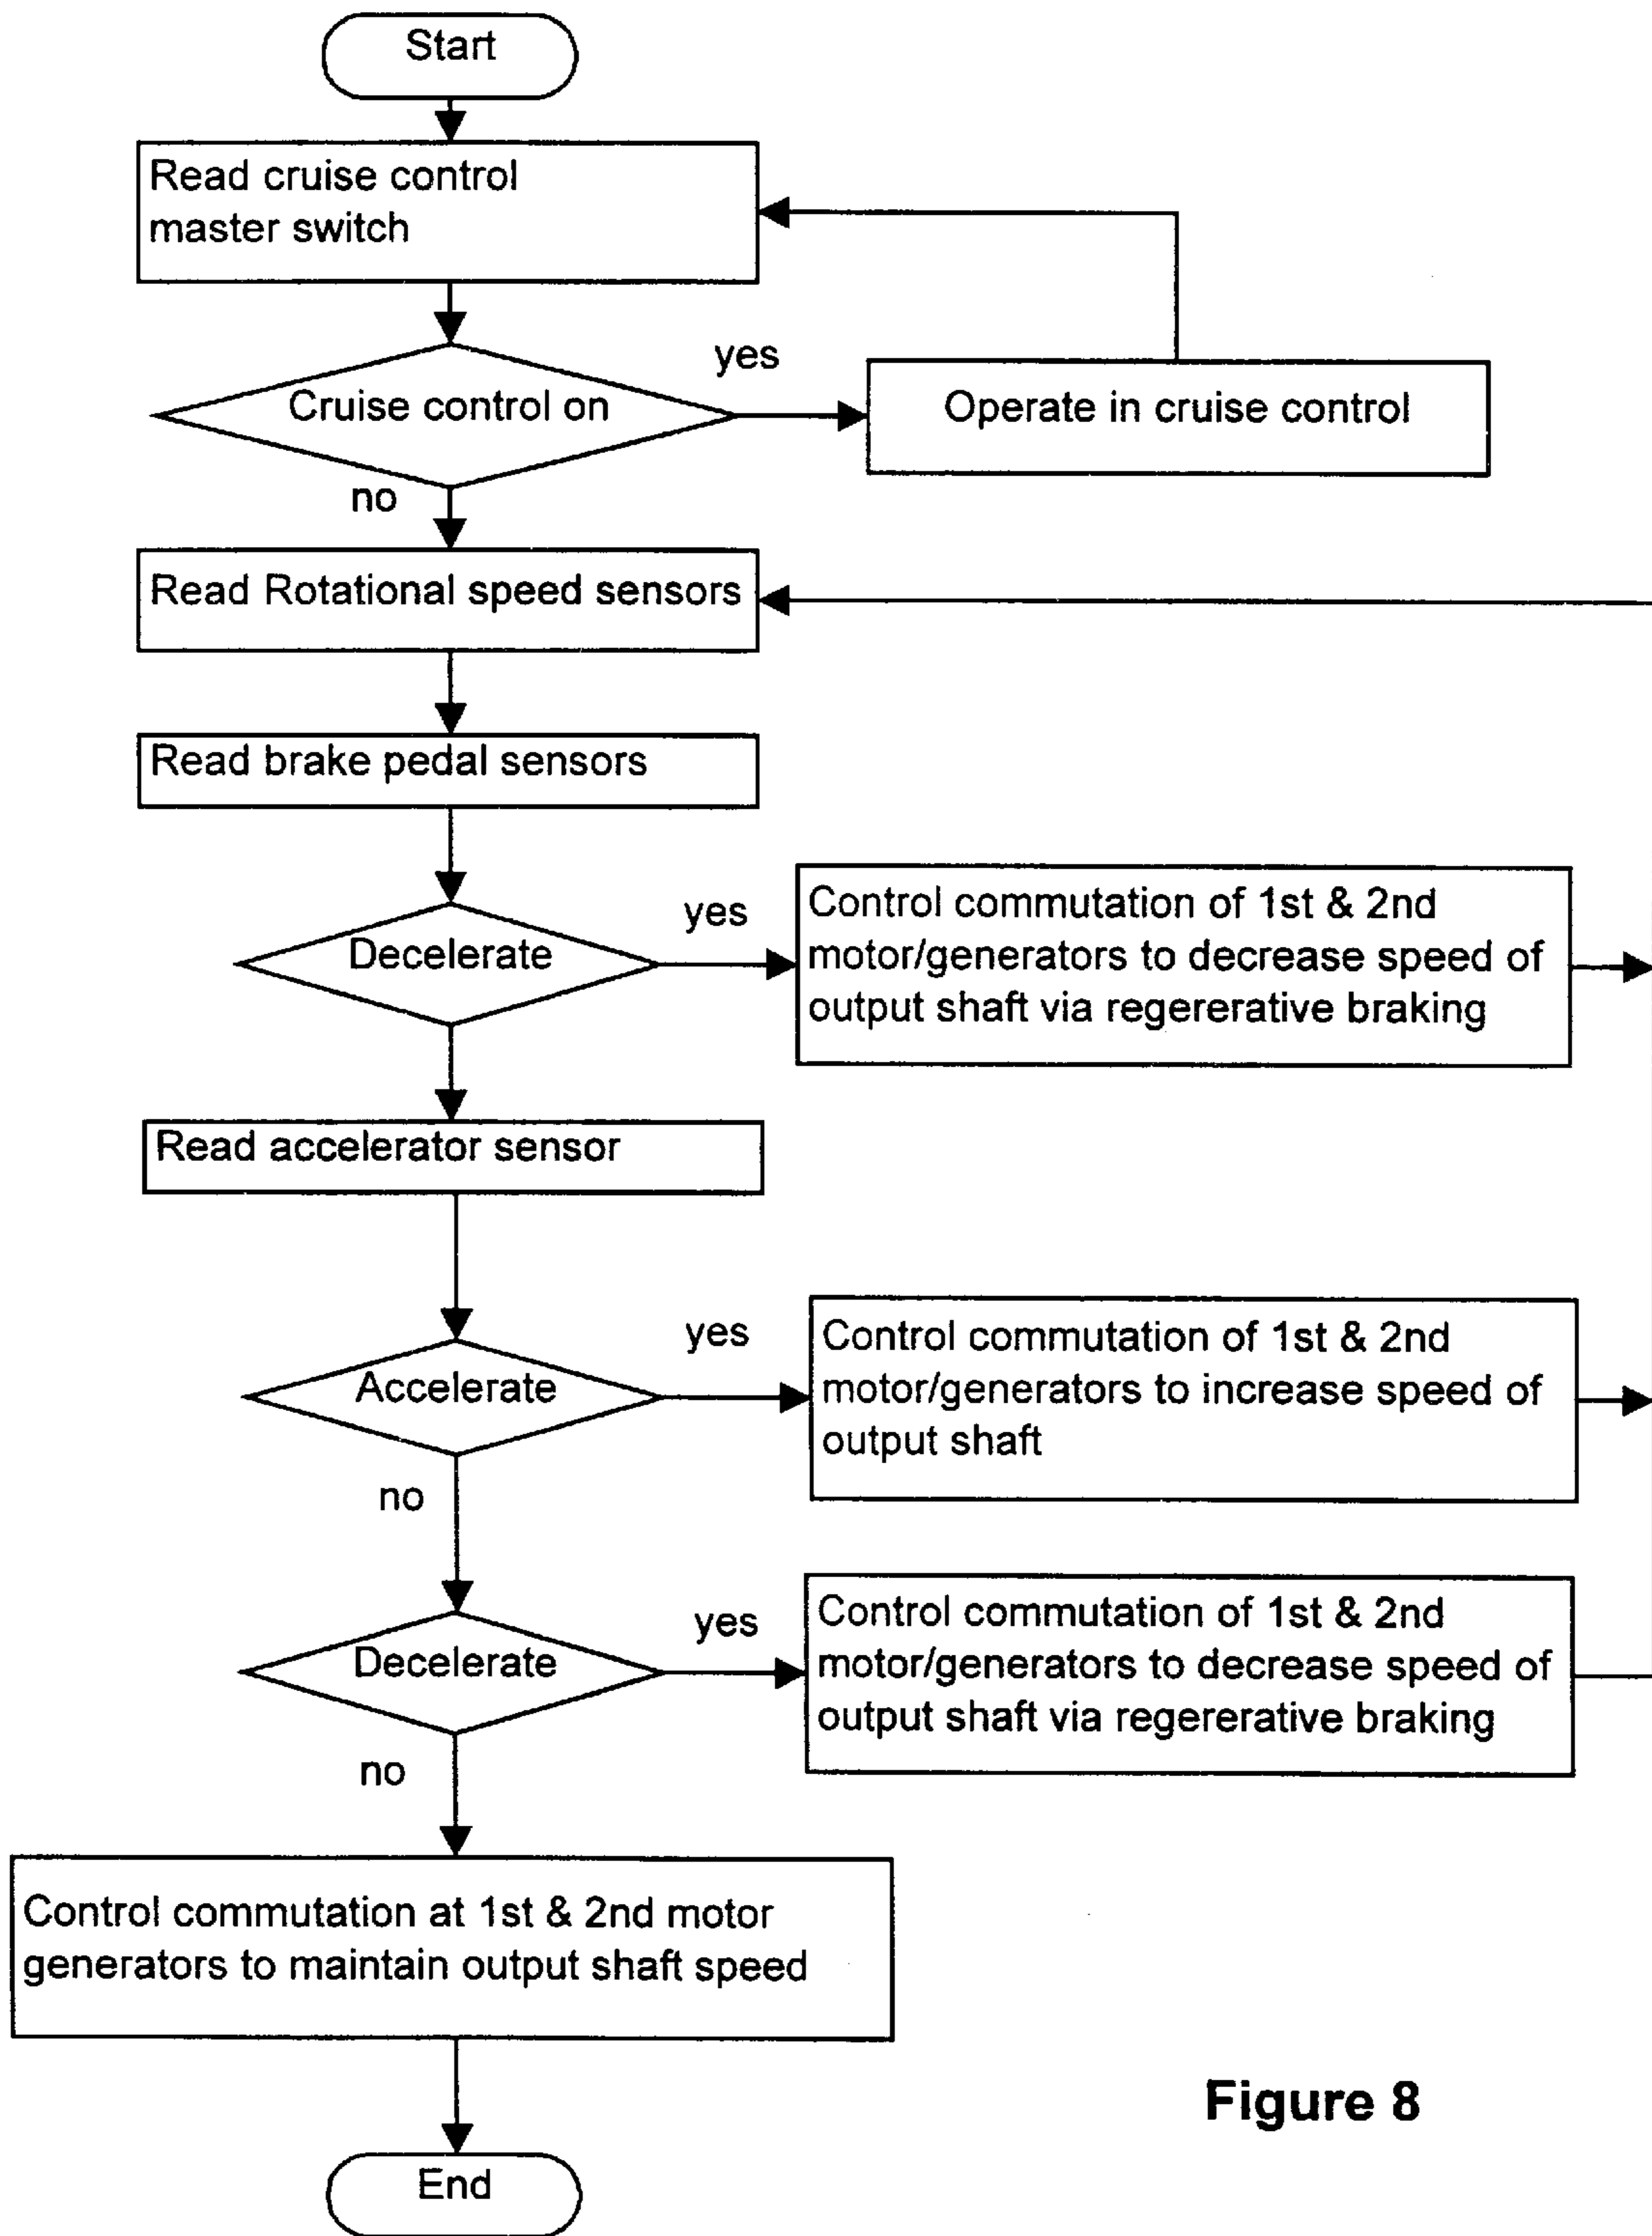 Start
Read cruise control
master switch
yes
Cruise control on
Operate in cruise control
no
Read Rotational speed sensors
Read brake pedal sensors
Decelerate
yes
Control commutation of 1st & 2nd
motor/generators to decrease speed of
output shaft via regererative braking
Read accelerator sensor
Accelerate
yes
Control commutation of 1st & 2nd
motor/generators to increase speed of
output shaft
no
Decelerate
yes
Control commutation of 1st & 2nd
motor/generators to decrease speed of
output shaft via regererative braking
no
Control commutation at 1st & 2nd motor
generators to maintain output shaft speed
End
Figure 8